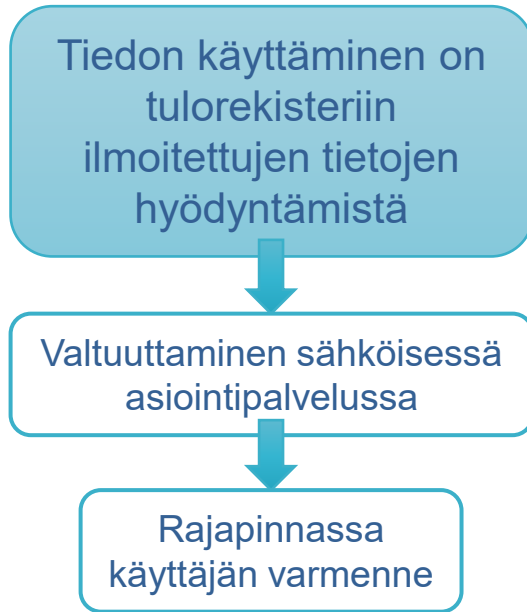 Tiedon käyttäminen on
tulorekisteriin
ilmoitettujen tietojen
hyödyntämistä
Valtuuttaminen sähköisessä
asiointipalvelussa
Rajapinnassa
käyttäjän varmenne